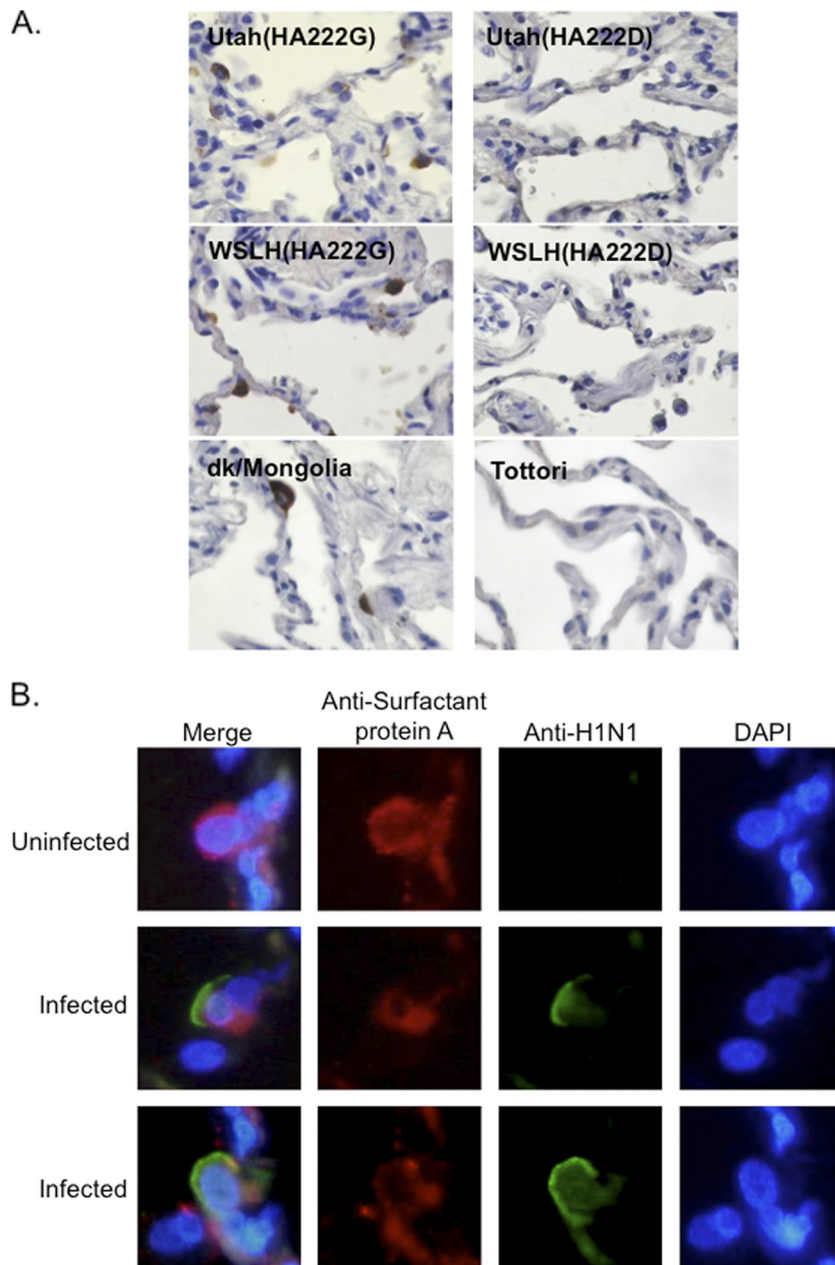 A.
Utah(HA222G)
Utah(HA222D)
WSLH(HA222G)
WSLH(HA222D)
dk/Mongolia
Tottori
B.
Merge
Anti-Surfactant
protein A
Anti-H1N1
DAPI
Uninfected
Infected
Infected